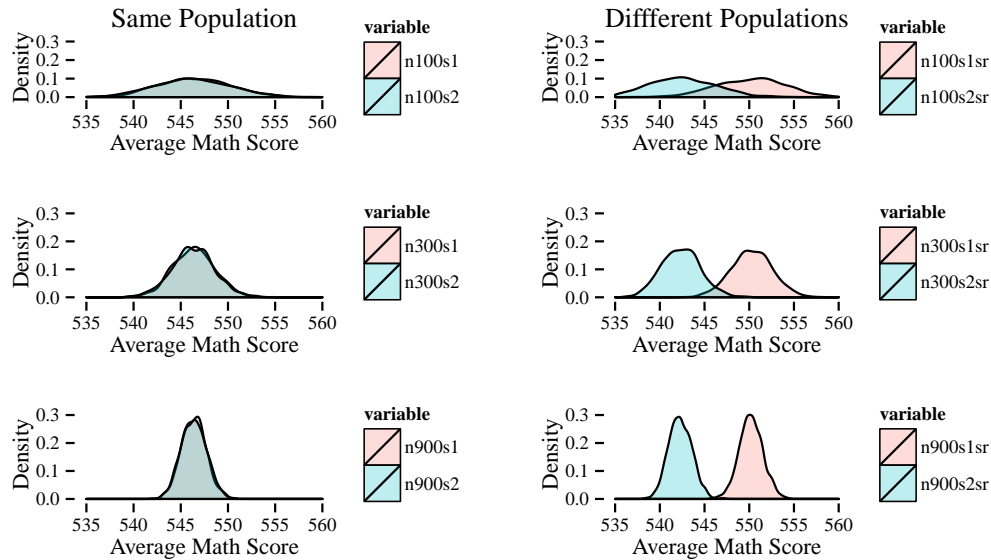 Same Population
Density
0.3
0.2
0.1
0.0
535 540 545 550 555 560
Average Math Score
variable
n100s1
n100s2
Diffferent Populations
Density
0.3
0.2
0.1
0.0
535 540 545 550 555 560
Average Math Score
variable
n100s1sr
n100s2sr
Density
0.3
0.2
0.1
0.0
535 540 545 550 555 560
Average Math Score
variable
n300s1
n300s2
Density
0.3
0.2
0.1
0.0
535 540 545 550 555 560
Average Math Score
variable
n300s1sr
n300s2sr
Density
0.3
0.2
0.1
0.0
535 540 545 550 555 560
Average Math Score
variable
n900s1
n900s2
Density
0.3
0.2
0.1
0.0
535 540 545 550 555 560
Average Math Score
variable
n900s1sr
n900s2sr